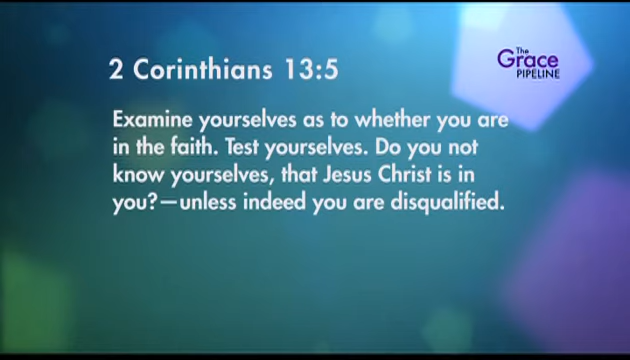 The
Grace
PIPELINE
2 Corinthians 13:5
Examine yourselves as to whether you are
in the faith. Test yourselves. Do you not
know yourselves, that Jesus Christ is in
you?—unless indeed you are disqualified.